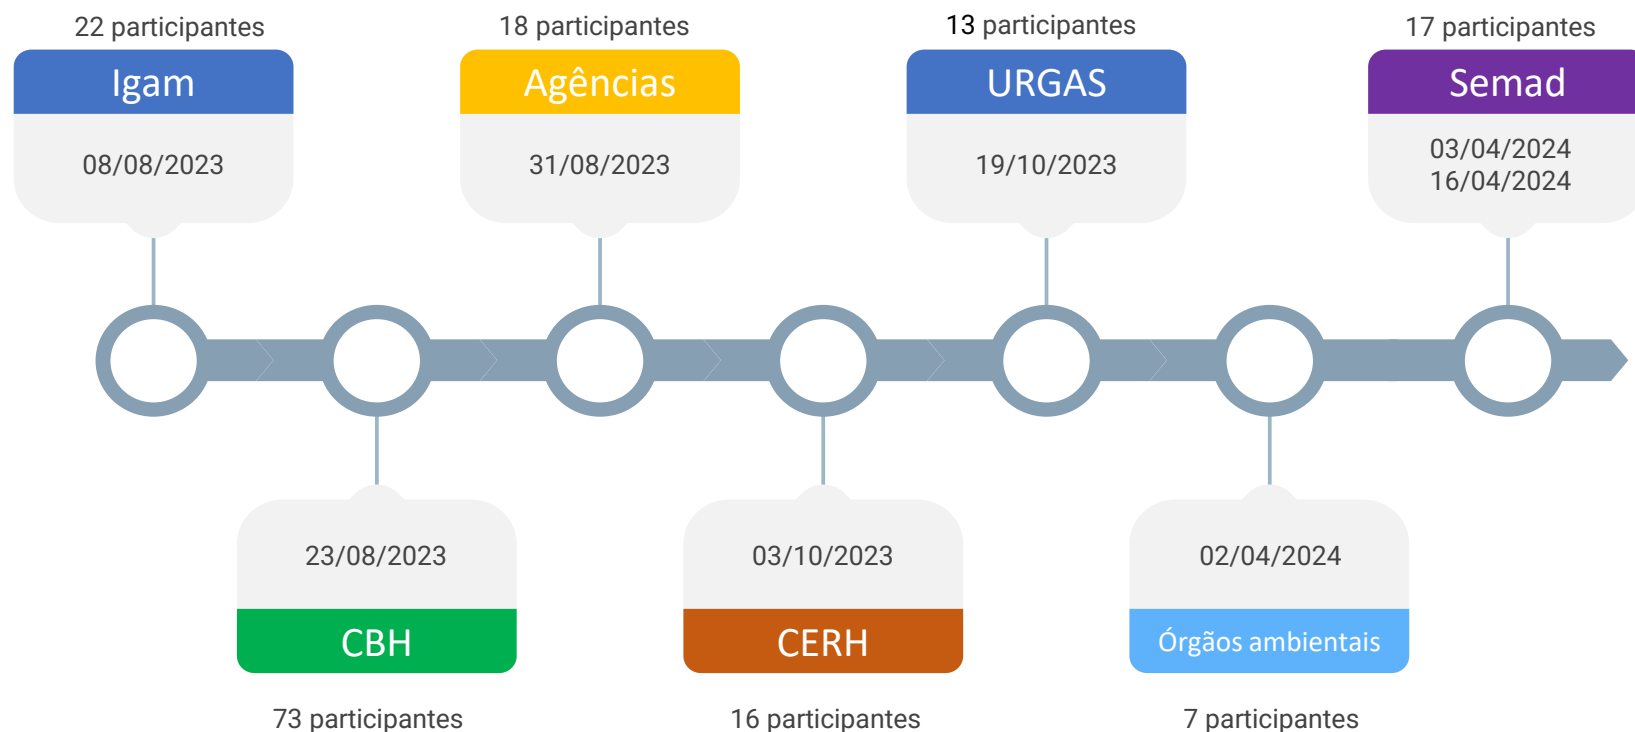 22 participantes
Igam
08/08/2023
18 participantes
Agências
31/08/2023
13 participantes
URGAS
19/10/2023
17 participantes
Semad
03/04/2024
16/04/2024
23/08/2023
CBH
73 participantes
03/10/2023
CERH
16 participantes
02/04/2024
Órgãos ambientais
7 participantes